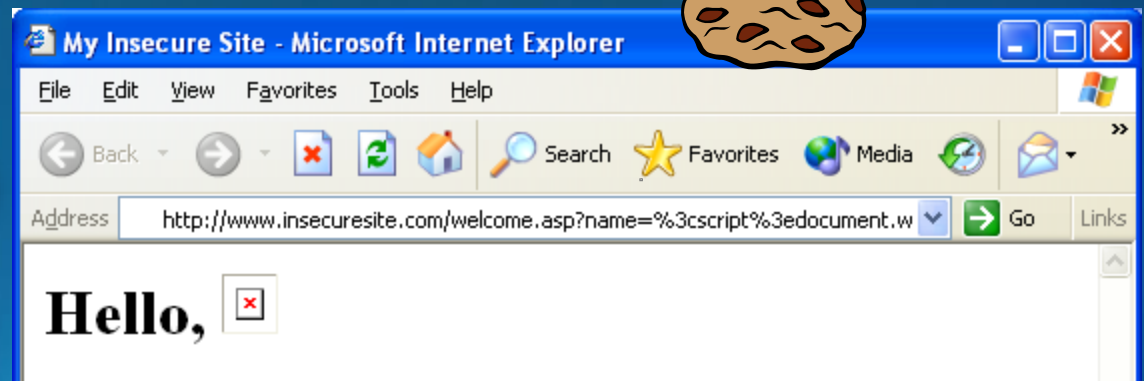 My Insecure Site - Microsoft Internet Explorer
File Edit View Favorites Tools Help
Back Search Favorites Media »
Address http://www.insecuresite.com/welcome.asp?name=%3cscript%3edocument.w Go Links
Hello,